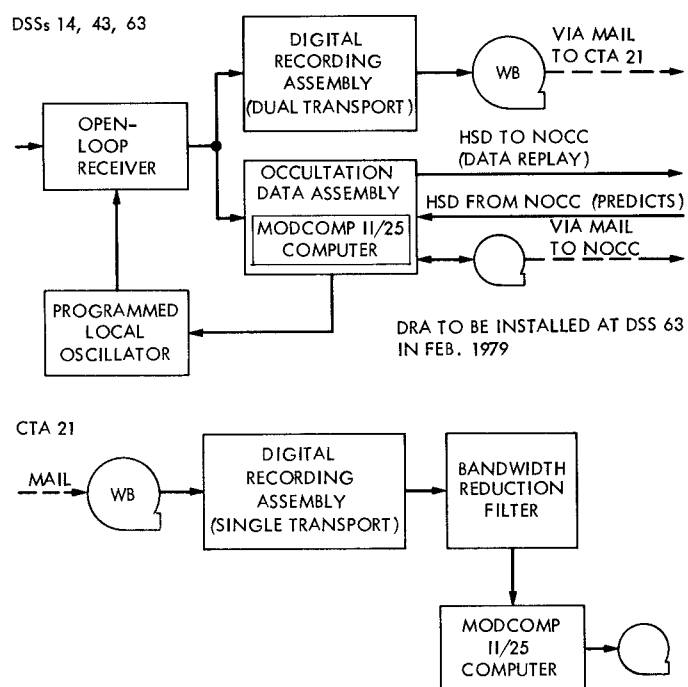 DSSs 14, 43, 63
OPEN-
LOOP
RECEIVER
DIGITAL
RECORDING
ASSEMBLY
(DUAL TRANSPORT)
WB
VIA MAIL
TO CTA 21
OCCULTATION
DATA ASSEMBLY
MODCOMP II/25
COMPUTER
HSD TO NOCC
(DATA REPLAY)
HSD FROM NOCC (PREDICTS)
VIA MAIL
TO NOCC
PROGRAMMED
LOCAL
OSCILLATOR
DRA TO BE INSTALLED AT DSS 63
IN FEB. 1979
CTA 21
MAIL
WB
DIGITAL
RECORDING
ASSEMBLY
(SINGLE TRANSPORT)
BANDWIDTH
REDUCTION
FILTER
MODCOMP
II/25
COMPUTER